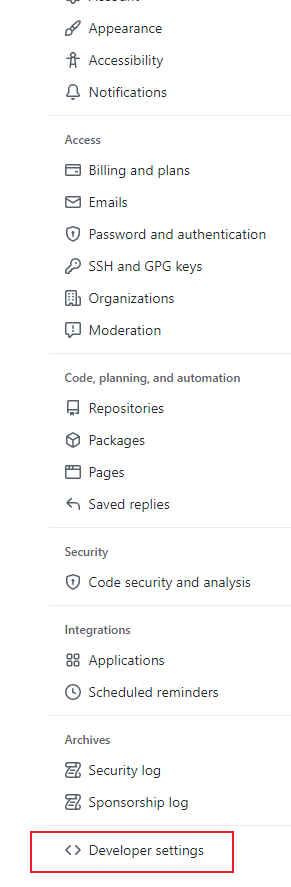 Account
Appearance
Accessibility
Notifications
Access
Billing and plans
Emails
Password and authentication
SSH and GPG keys
Organizations
Moderation
Code, planning, and automation
Repositories
Packages
Pages
Saved replies
Security
Code security and analysis
Integrations
Applications
Scheduled reminders
Archives
Security log
Sponsorship log
Developer settings